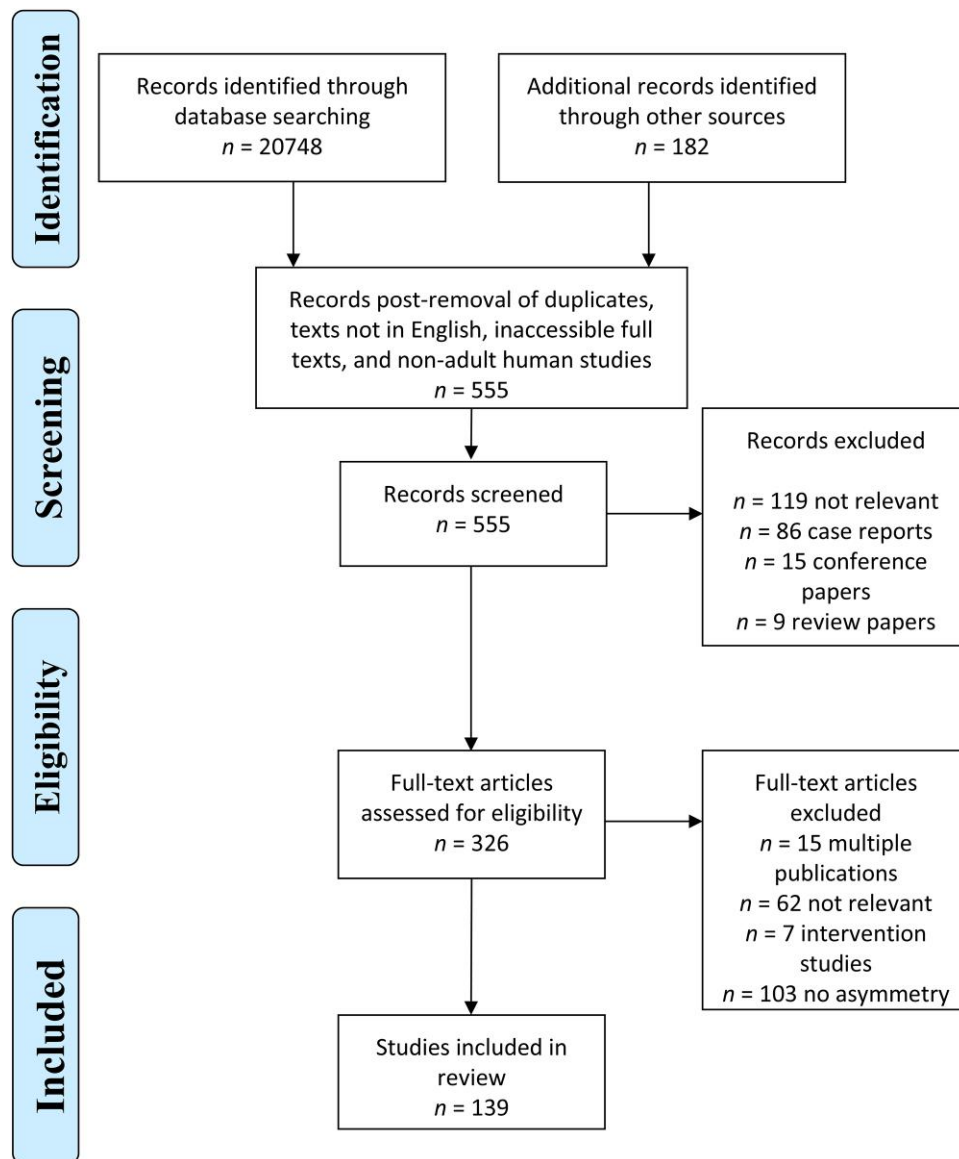 Identification
Records identified through
database searching
n = 20748
Additional records identified
through other sources
n = 182
Records post-removal of duplicates,
texts not in English, inaccessible full
texts, and non-adult human studies
n = 555
Screening
Records screened
n = 555
Records excluded
n = 119 not relevant
n = 86 case reports
n = 15 conference
papers
n = 9 review papers
Eligibility
Full-text articles
assessed for eligibility
n = 326
Full-text articles
excluded
n = 15 multiple
publications
n = 62 not relevant
n = 7 intervention
studies
n = 103 no asymmetry
Included
Studies included in
review
n = 139